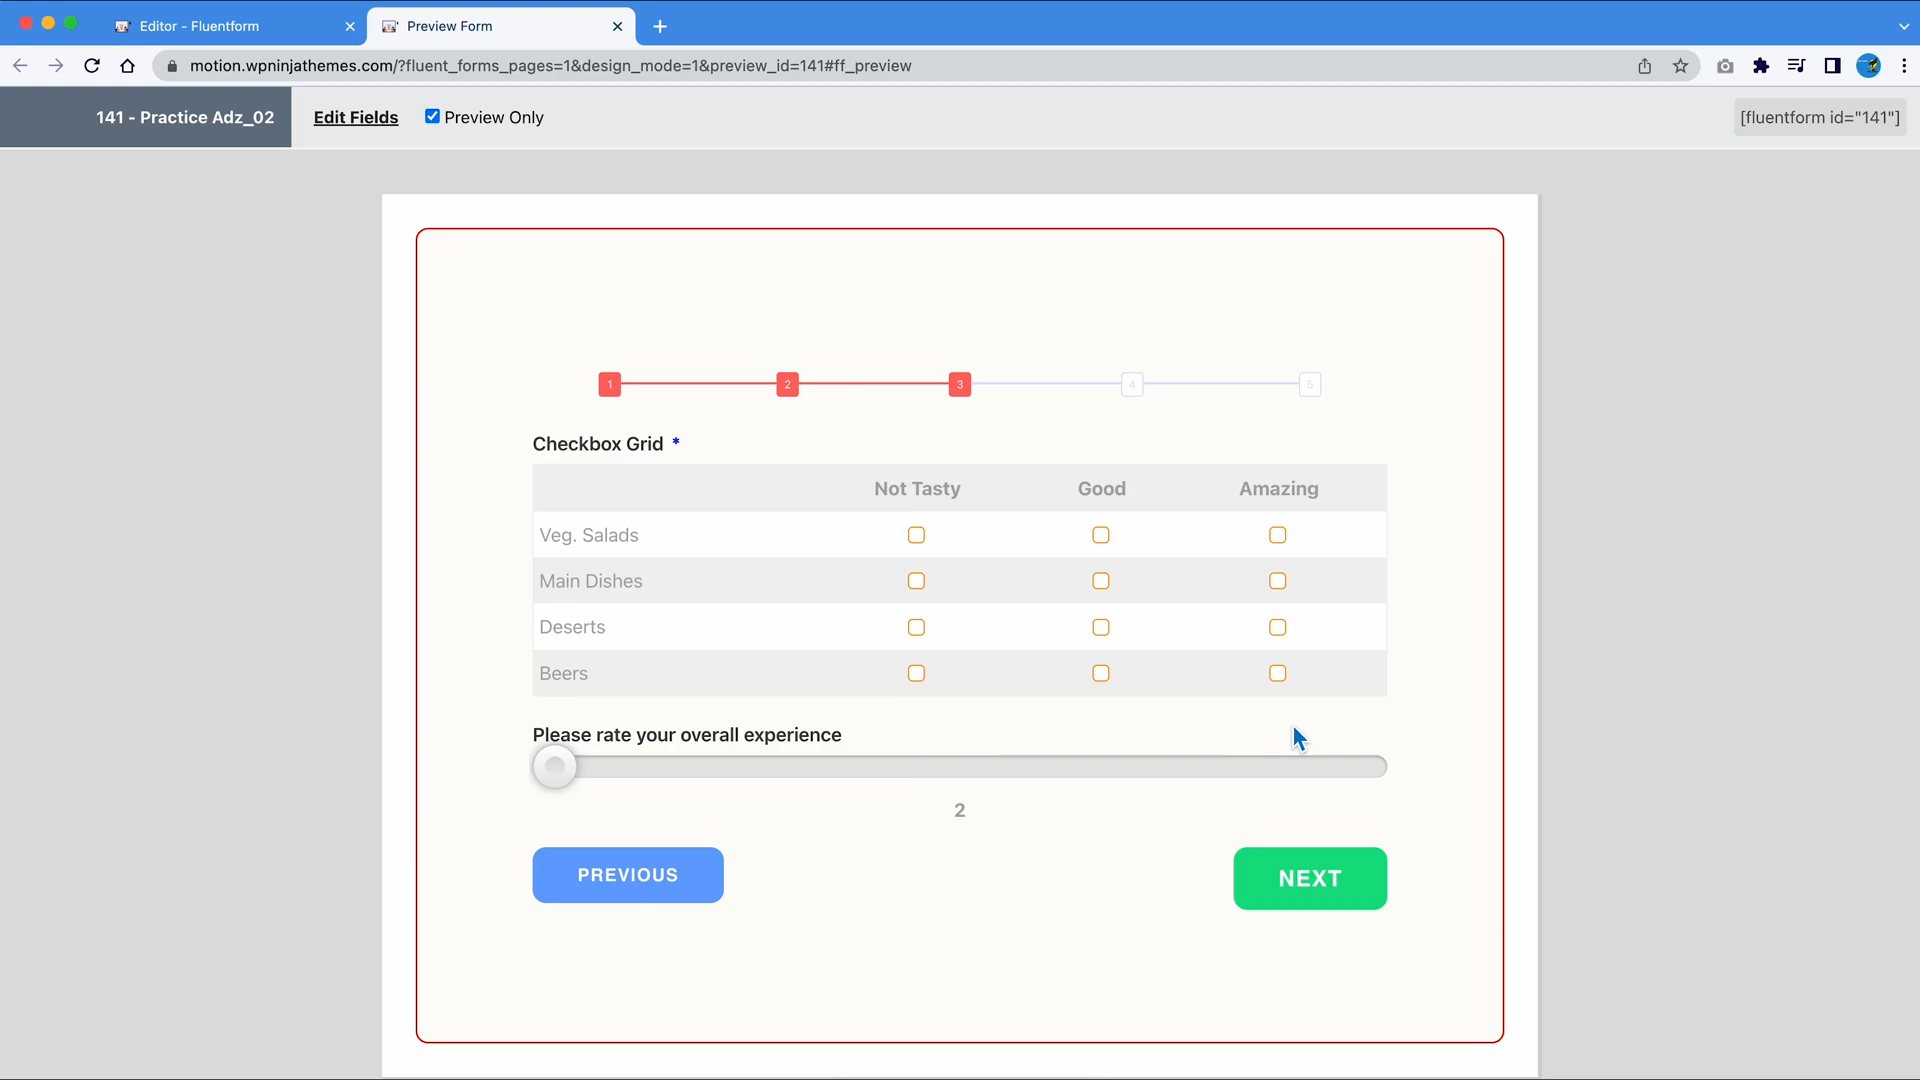 Editor - Fluentform
Preview Form
motion.wpninjathemes.com/?fluent_forms_pages=1&design_mode=1&preview_id=141#ff_preview
141 - Practice Adz_02
Edit Fields
Preview Only
[fluentform id="141"]
1 2 3 4 5
Checkbox Grid *
Not Tasty Good Amazing
Veg. Salads
Main Dishes
Deserts
Beers
Please rate your overall experience
2
PREVIOUS
NEXT